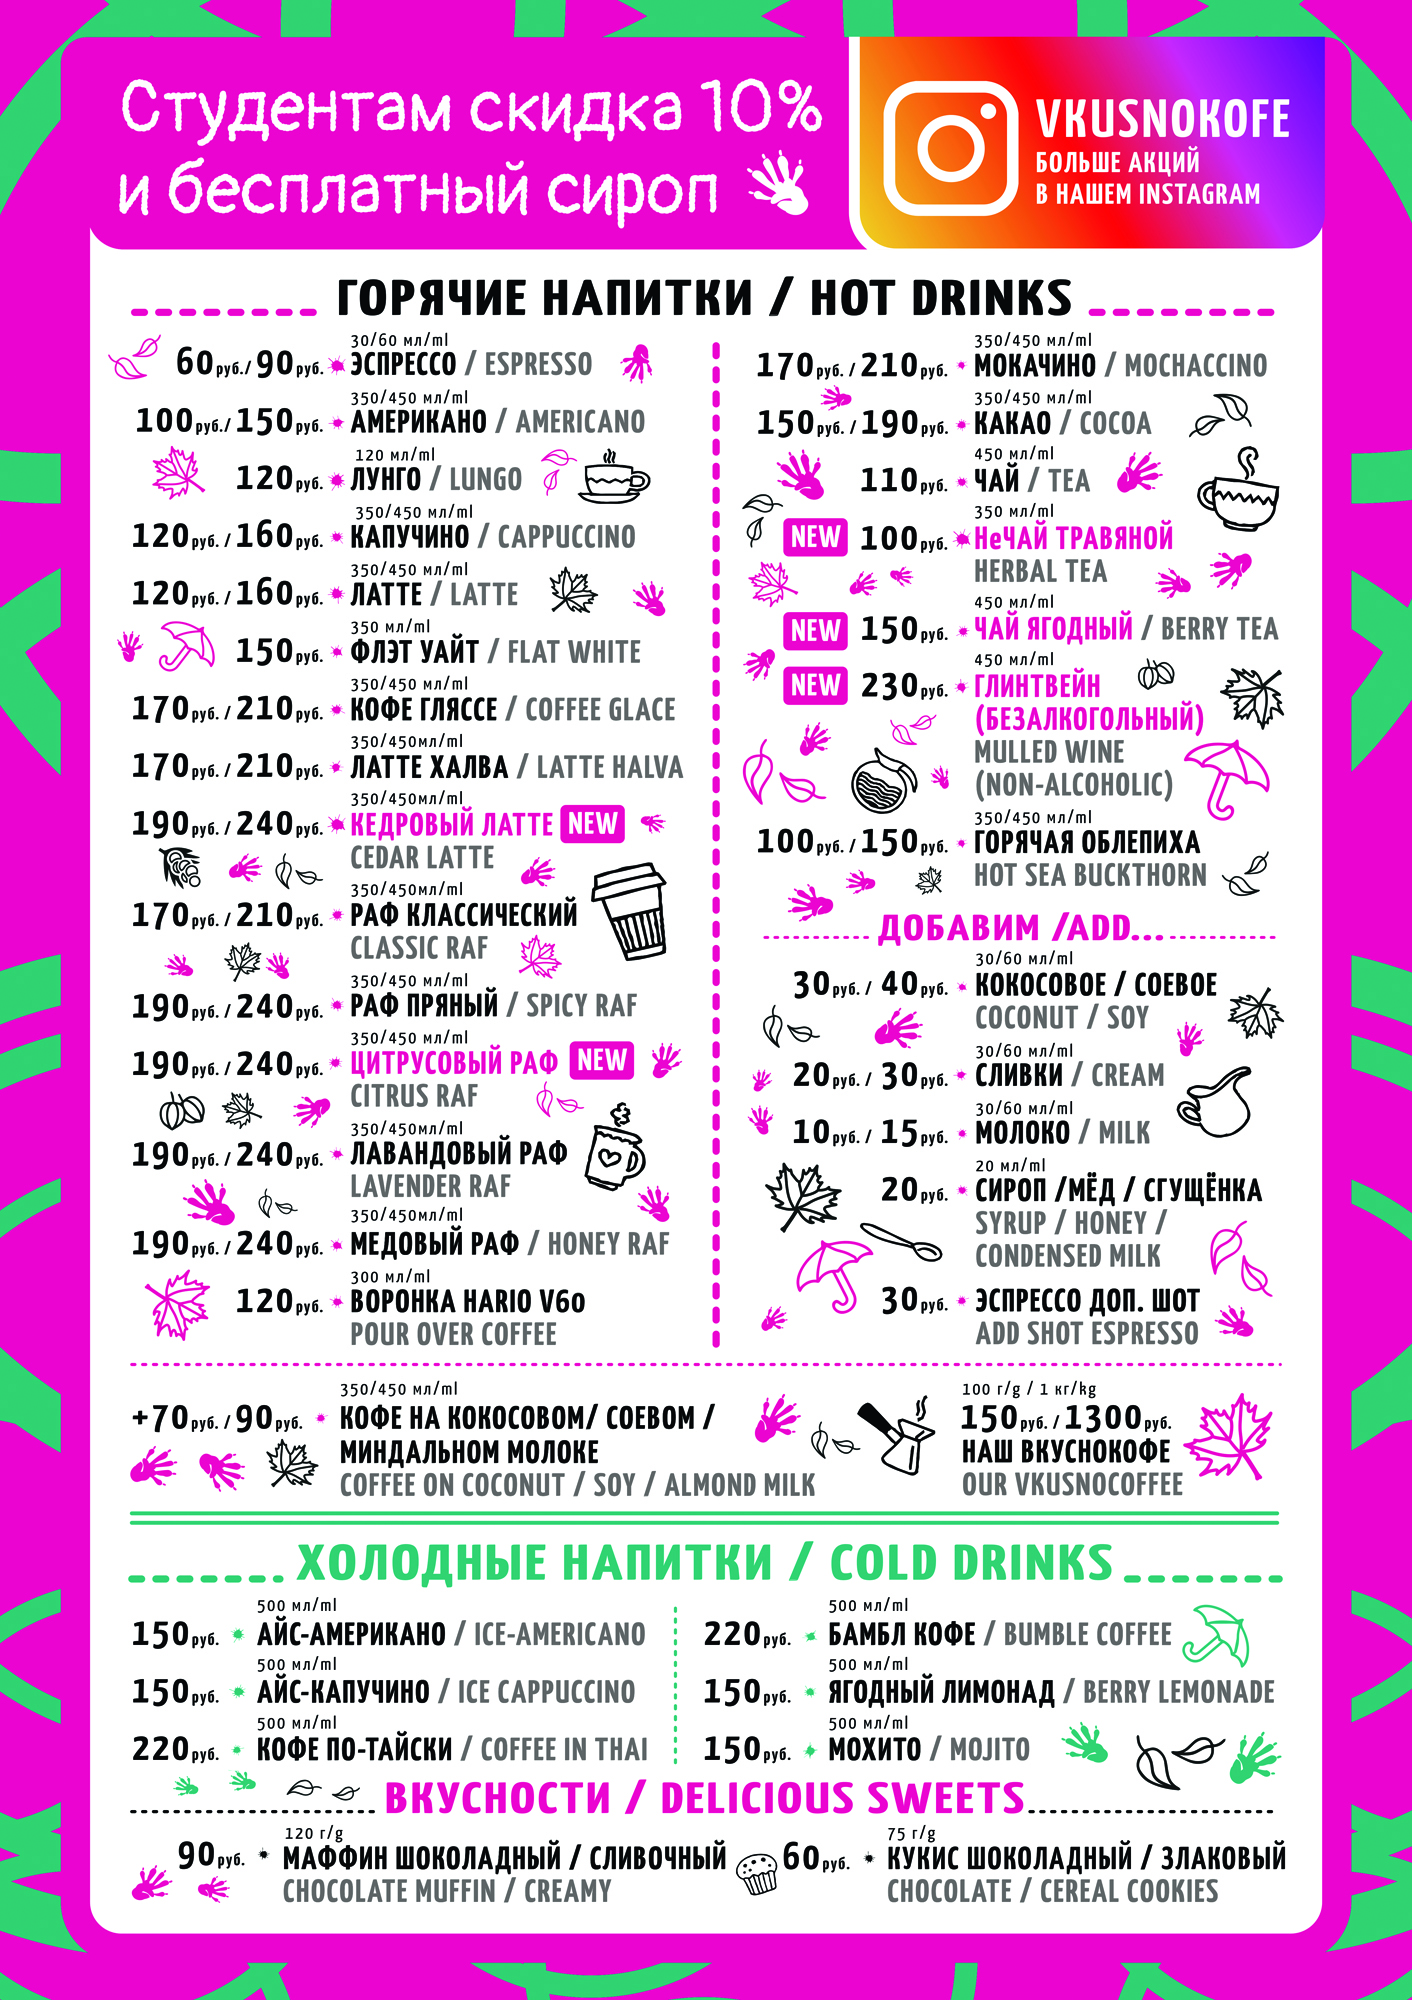 Студентам скидка 10%
и бесплатный сироп
VKUSNOKOFE
БОЛЬШЕ АКЦИЙ
В НАШЕМ INSTAGRAM
ГОРЯЧИЕ НАПИТКИ / HOT DRINKS
30/60 мл/ml
60руб./90руб. ЭСПРЕССО / ESPRESSO
350/450 мл/ml
100руб./150руб. АМЕРИКАНО / AMERICANO
120 мл/ml
120руб. ЛУНГО / LUNGO
350/450 мл/ml
120руб./160руб. КАПУЧИНО / CAPPUCCINO
350/450 мл/ml
120руб./160руб. ЛАТТЕ / LATTE
350 мл/ml
150руб. ФЛЭТ УАЙТ / FLAT WHITE
350/450 мл/ml
170руб./210руб. КОФЕ ГЛЯССЕ / COFFEE GLACE
350/450мл/ml
170руб./210руб. ЛАТТЕ ХАЛВА / LATTE HALVA
350/450мл/ml
190руб./240руб. КЕДРОВЫЙ ЛАТТЕ NEW
CEDAR LATTE
350/450мл/ml
170руб./210руб. РАФ КЛАССИЧЕСКИЙ
CLASSIC RAF
350/450 мл/ml
190руб./240руб. РАФ ПРЯНЫЙ / SPICY RAF
350/450 мл/ml
190руб./240руб. ЦИТРУСОВЫЙ РАФ NEW
CITRUS RAF
350/450мл/ml
190руб./240руб. ЛАВАНДОВЫЙ РАФ
LAVENDER RAF
350/450мл/ml
190руб./240руб. МЕДОВЫЙ РАФ / HONEY RAF
300 мл/ml
120руб. ВОРОНКА HARIO V60
POUR OVER COFFEE
350/450 мл/ml
170руб./210руб. МОКАЧИНО / MOCHACCINO
350/450 мл/ml
150руб./190руб. КАКАО / COCOA
450 мл/ml
110руб. ЧАЙ / TEA
350 мл/ml
NEW 100руб. НеЧАЙ ТРАВЯНОЙ
HERBAL TEA
450 мл/ml
NEW 150руб. ЧАЙ ЯГОДНЫЙ / BERRY TEA
450 мл/ml
NEW 230руб. ГЛИНТВЕЙН
(БЕЗАЛКОГОЛЬНЫЙ)
MULLED WINE
(NON-ALCOHOLIC)
350/450 мл/ml
100руб./150руб. ГОРЯЧАЯ ОБЛЕПИХА
HOT SEA BUCKTHORN
ДОБАВИМ /ADD...
30/60 мл/ml
30руб./ 40руб. КОКОСОВОЕ / СОЕВОЕ
COCONUT / SOY
30/60 мл/ml
20руб./ 30руб. СЛИВКИ / CREAM
30/60 мл/ml
10руб./ 15руб. МОЛОКО / MILK
20 мл/ml
20руб. СИРОП /МЁД / СГУЩЁНКА
SYRUP / HONEY /
CONDENSED MILK
30руб. ЭСПРЕССО ДОП. ШОТ
ADD SHOT ESPRESSO
350/450 мл/ml
+70руб./90руб. КОФЕ НА КОКОСОВОМ/ СОЕВОМ /
МИНДАЛЬНОМ МОЛОКЕ
COFFEE ON COCONUT / SOY / ALMOND MILK
100 г/g / 1 кг/kg
150руб./1300руб.
НАШ ВКУСНОКОФЕ
OUR VKUSNOCOFFEE
ХОЛОДНЫЕ НАПИТКИ / COLD DRINKS
500 мл/ml
150руб. АЙС-АМЕРИКАНО / ICE-AMERICANO
500 мл/ml
150руб. АЙС-КАПУЧИНО / ICE CAPPUCCINO
500 мл/ml
220руб. КОФЕ ПО-ТАЙСКИ / COFFEE IN THAI
500 мл/ml
220руб. БАМБЛ КОФЕ / BUMBLE COFFEE
500 мл/ml
150руб. ЯГОДНЫЙ ЛИМОНАД / BERRY LEMONADE
500 мл/ml
150руб. МОХИТО / MOJITO
ВКУСНОСТИ / DELICIOUS SWEETS
120 г/g
90руб. МАФФИН ШОКОЛАДНЫЙ / СЛИВОЧНЫЙ
CHOCOLATE MUFFIN / CREAMY
75 г/g
60руб. КУКИС ШОКОЛАДНЫЙ / ЗЛАКОВЫЙ
CHOCOLATE / CEREAL COOKIES